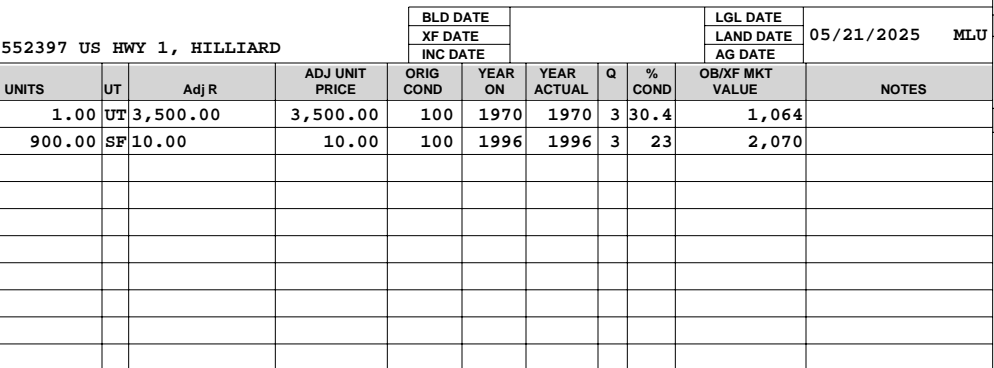 BLD DATE LGL DATE
XF DATE LAND DATE 05/21/2025 MLU
552397 US HWY 1, HILLIARD
INC DATE AG DATE
UNITS UT Adj R ADJ UNIT PRICE ORIG COND YEAR ON YEAR ACTUAL Q % COND OB/XF MKT VALUE NOTES
1.00 UT 3,500.00 3,500.00 100 1970 1970 3 30.4 1,064
900.00 SF 10.00 10.00 100 1996 1996 3 23 2,070